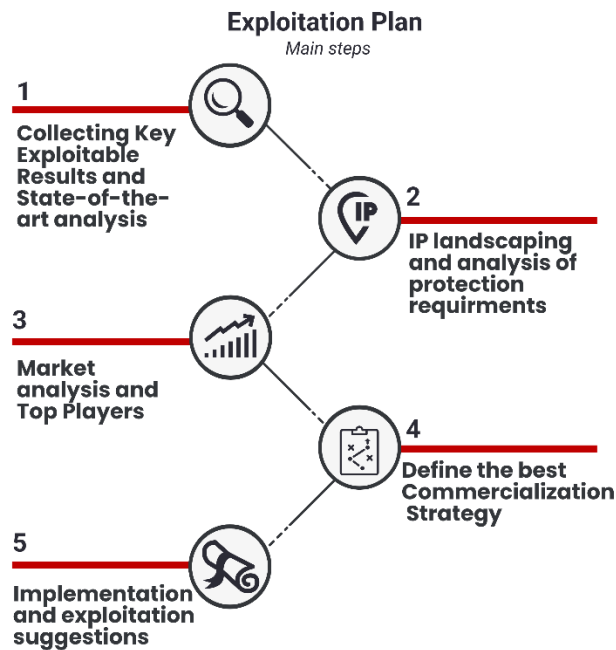 Exploitation Plan
Main steps
1
Collecting Key
Exploitable
Results and
State-of-the-
art analysis
2
IP
IP landscaping
and analysis of
protection
requirments
3
Market
analysis and
Top Players
4
Define the best
Commercialization
Strategy
5
Implementation
and exploitation
suggestions